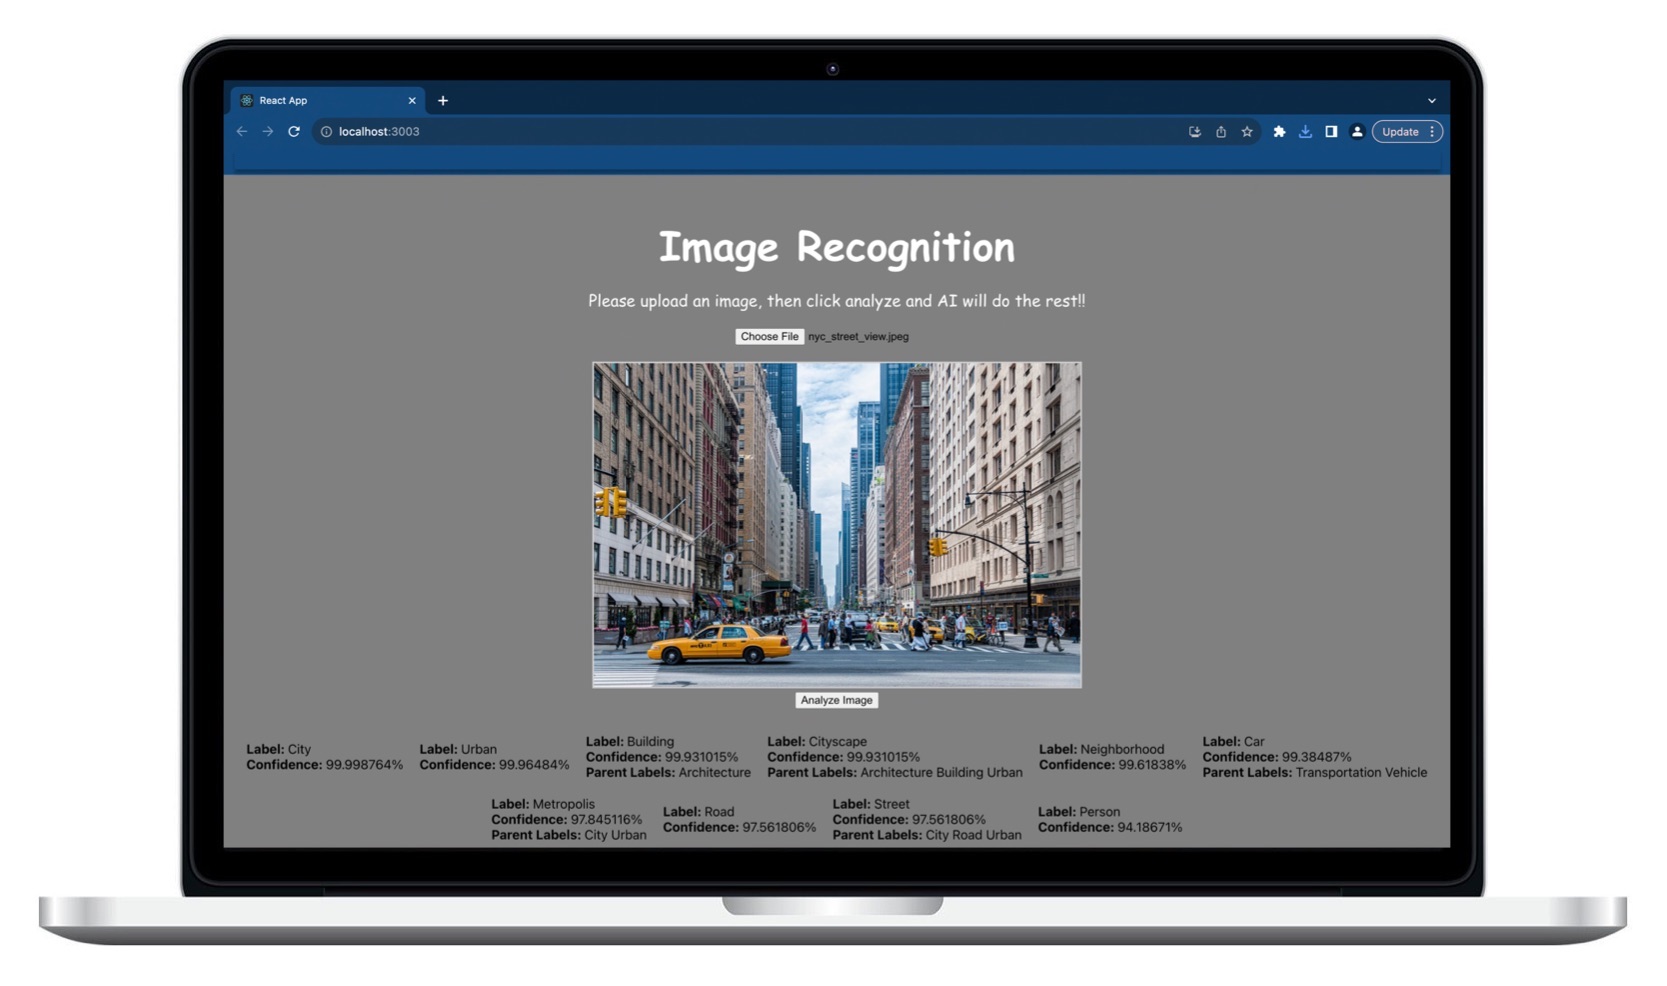 React App
localhost:3003
Update
Image Recognition
Please upload an image, then click analyze and AI will do the rest!!
Choose File nyc_street_view.jpeg
Analyze Image
Label: City
Confidence: 99.998764%
Label: Urban
Confidence: 99.96484%
Label: Building
Confidence: 99.931015%
Parent Labels: Architecture
Label: Cityscape
Confidence: 99.931015%
Parent Labels: Architecture Building Urban
Label: Neighborhood
Confidence: 99.61838%
Label: Car
Confidence: 99.38487%
Parent Labels: Transportation Vehicle
Label: Metropolis
Confidence: 97.845116%
Parent Labels: City Urban
Label: Road
Confidence: 97.561806%
Label: Street
Confidence: 97.561806%
Parent Labels: City Road Urban
Label: Person
Confidence: 94.18671%